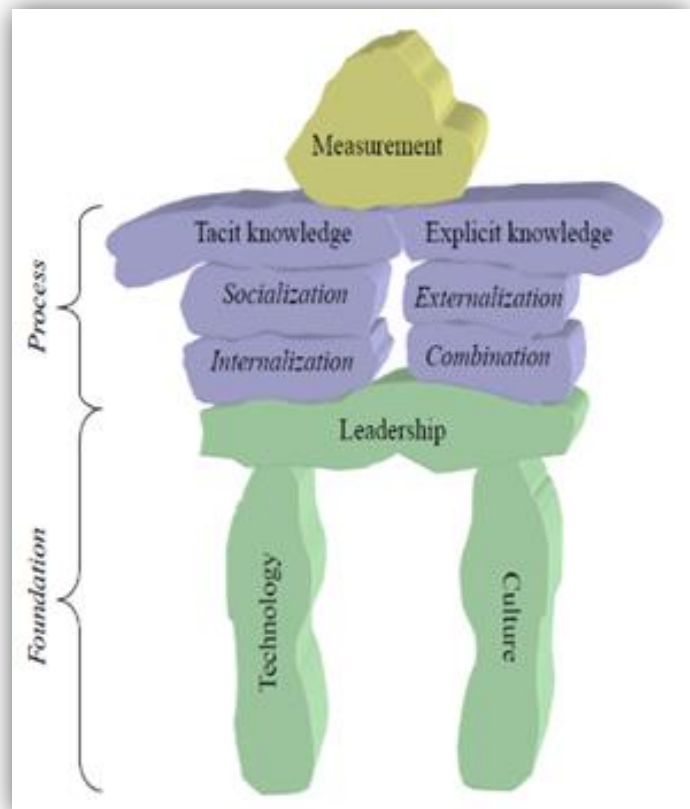 Measurement
Tacit knowledge
Explicit knowledge
Socialization
Externalization
Internalization
Combination
Leadership
Technology
Culture
Process
Foundation